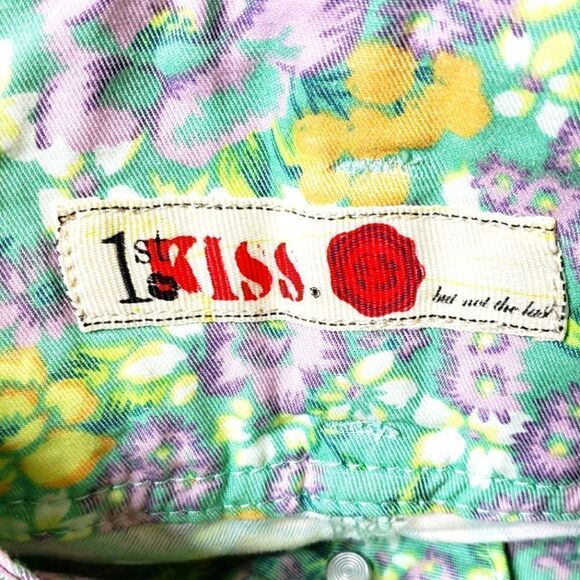 1st Kiss.
but not the last